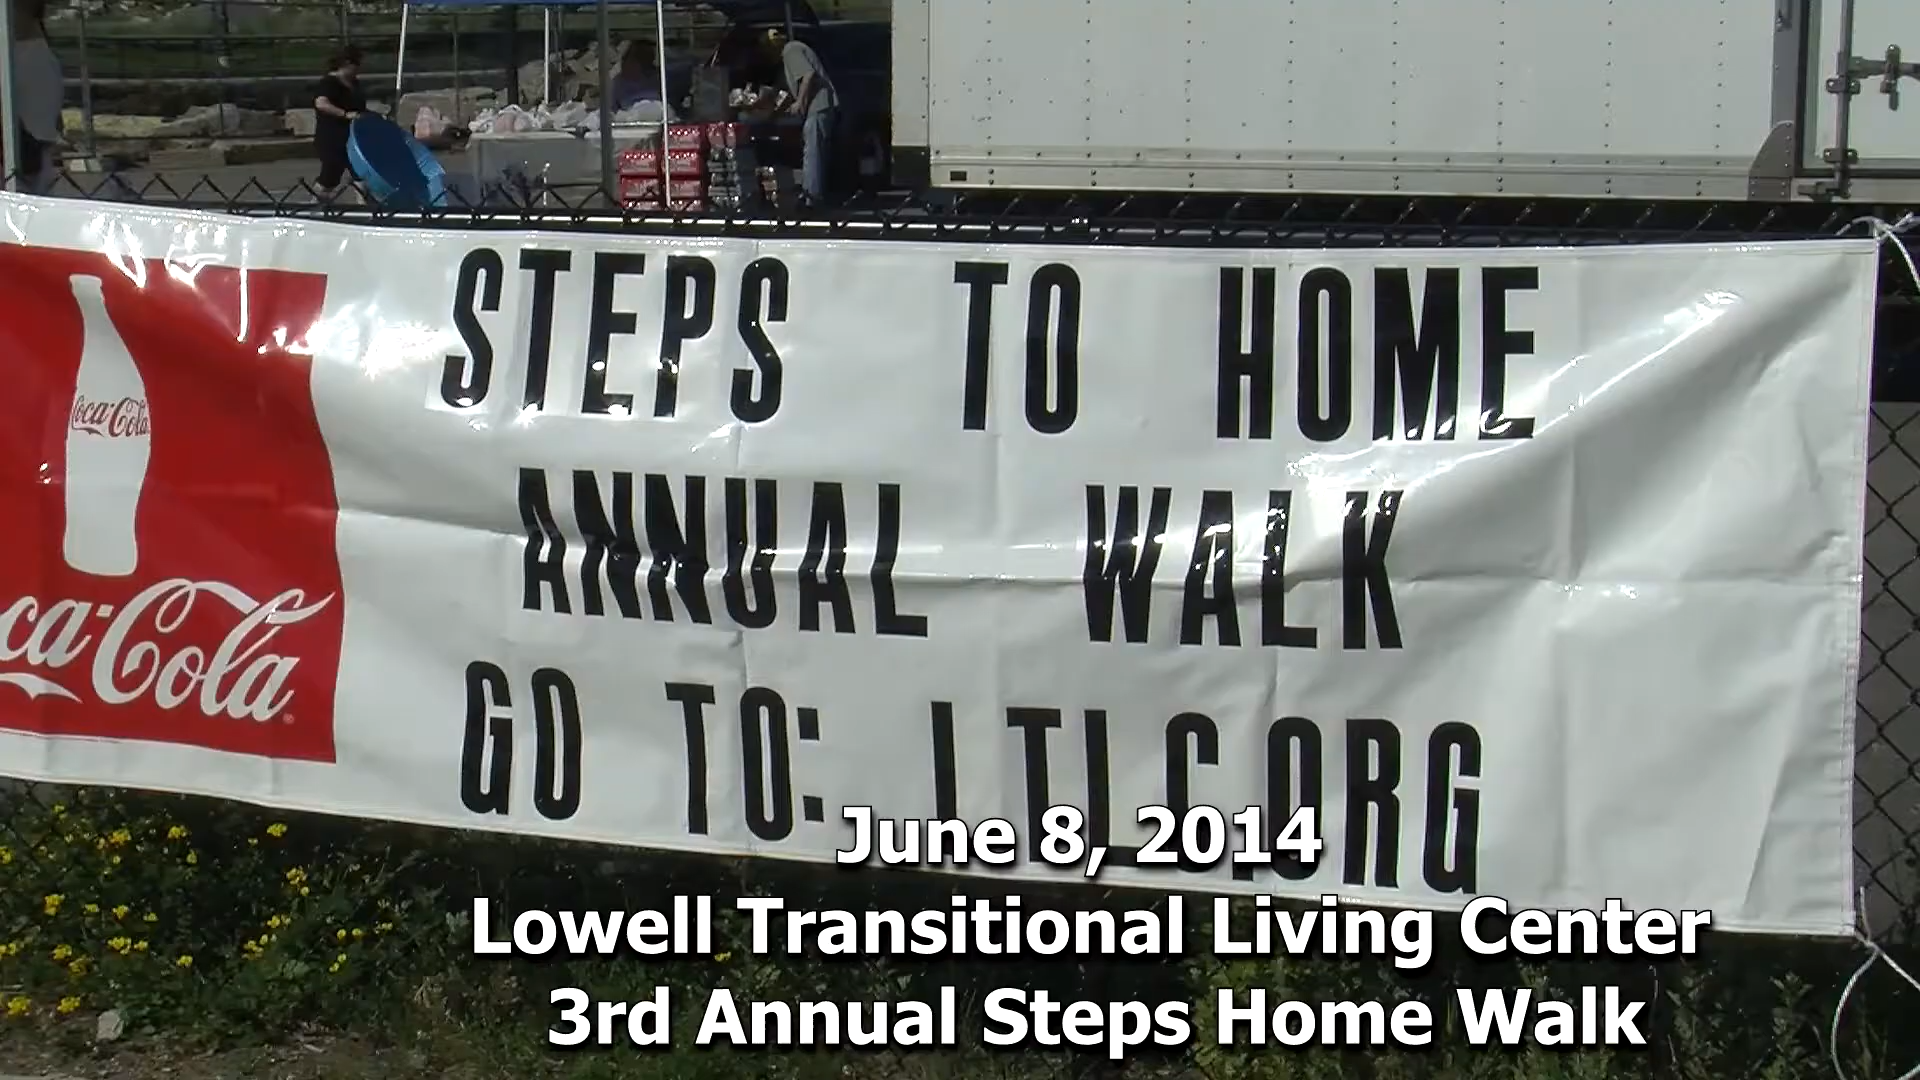 Coca-Cola
ca-Cola
STEPS TO HOME
ANNUAL WALK
GO TO: LTLC.ORG
June 8, 2014
Lowell Transitional Living Center
3rd Annual Steps Home Walk